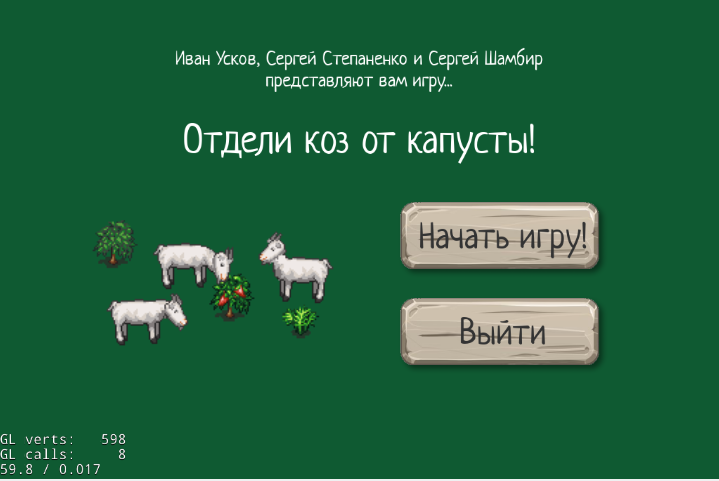 Иван Усков, Сергей Степаненко и Сергей Шамбир
представляют вам игру...
Отдели коз от капусты!
Начать игру!
Выйти
GL verts: 598
GL calls: 8
59.8 / 0.017